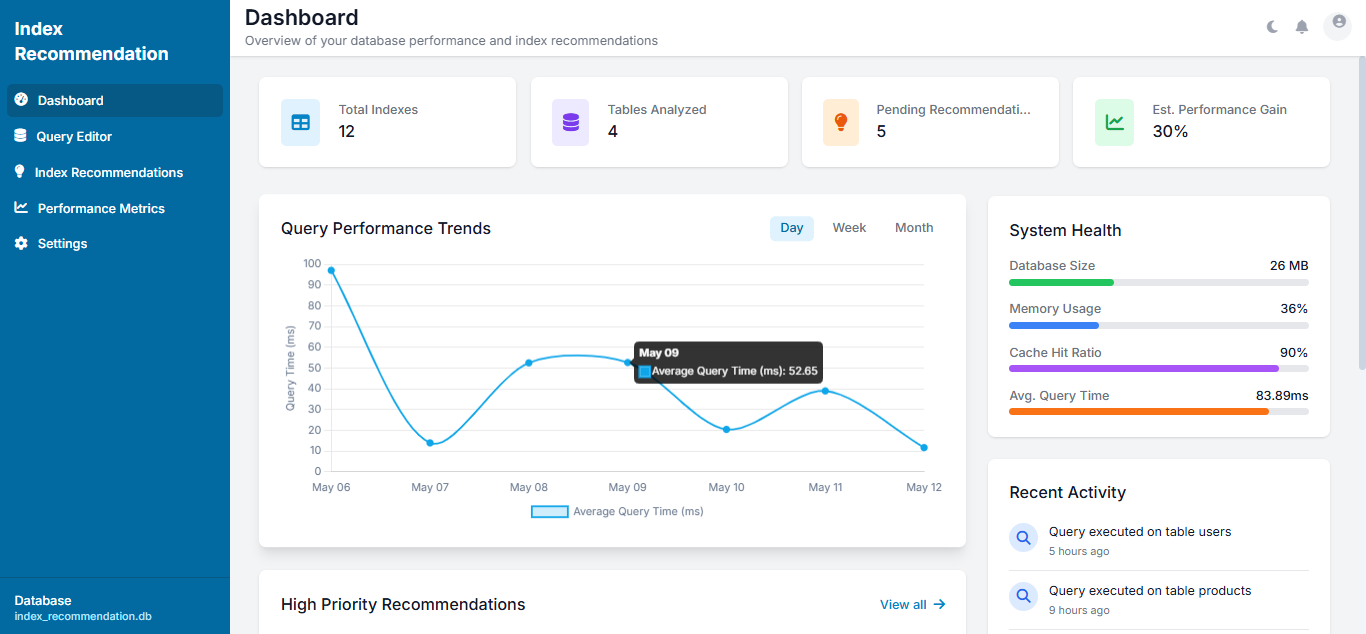 Index
Recommendation
Dashboard
Query Editor
Index Recommendations
Performance Metrics
Settings
Database
index_recommendation.db
Dashboard
Overview of your database performance and index recommendations
Total Indexes
12
Tables Analyzed
4
Pending Recommendati...
5
Est. Performance Gain
30%
Query Performance Trends
Day Week Month
Query Time (ms)
100
90
80
70
60
50
40
30
20
10
0
May 09
Average Query Time (ms): 52.65
May 06 May 07 May 08 May 09 May 10 May 11 May 12
Average Query Time (ms)
High Priority Recommendations
View all
System Health
Database Size 26 MB
Memory Usage 36%
Cache Hit Ratio 90%
Avg. Query Time 83.89ms
Recent Activity
Query executed on table users
5 hours ago
Query executed on table products
9 hours ago